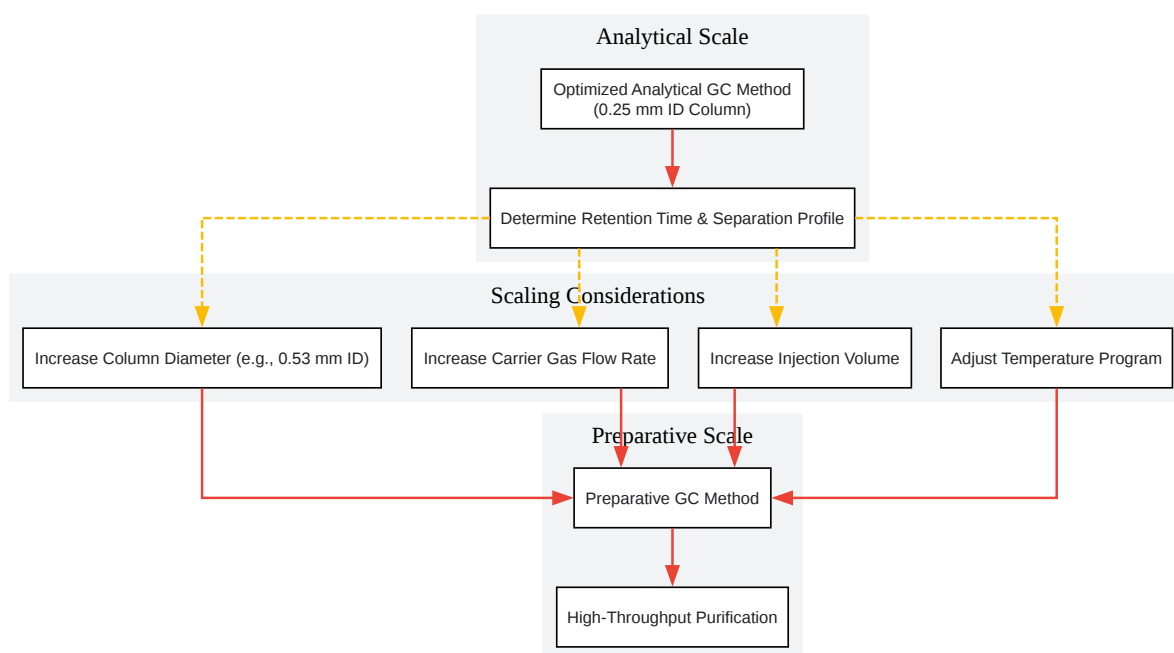 Analytical Scale
Optimized Analytical GC Method
(0.25 mm ID Column)
Determine Retention Time & Separation Profile
Scaling Considerations
Increase Column Diameter (e.g., 0.53 mm ID)
Increase Carrier Gas Flow Rate
Increase Injection Volume
Adjust Temperature Program
Preparative Scale
Preparative GC Method
High-Throughput Purification